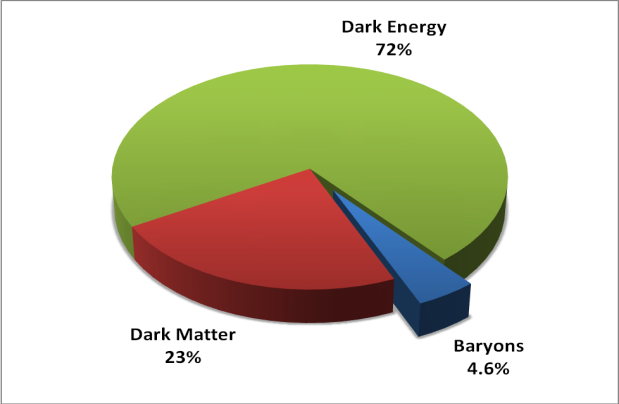 Dark Energy
72%
Dark Matter
23%
Baryons
4.6%